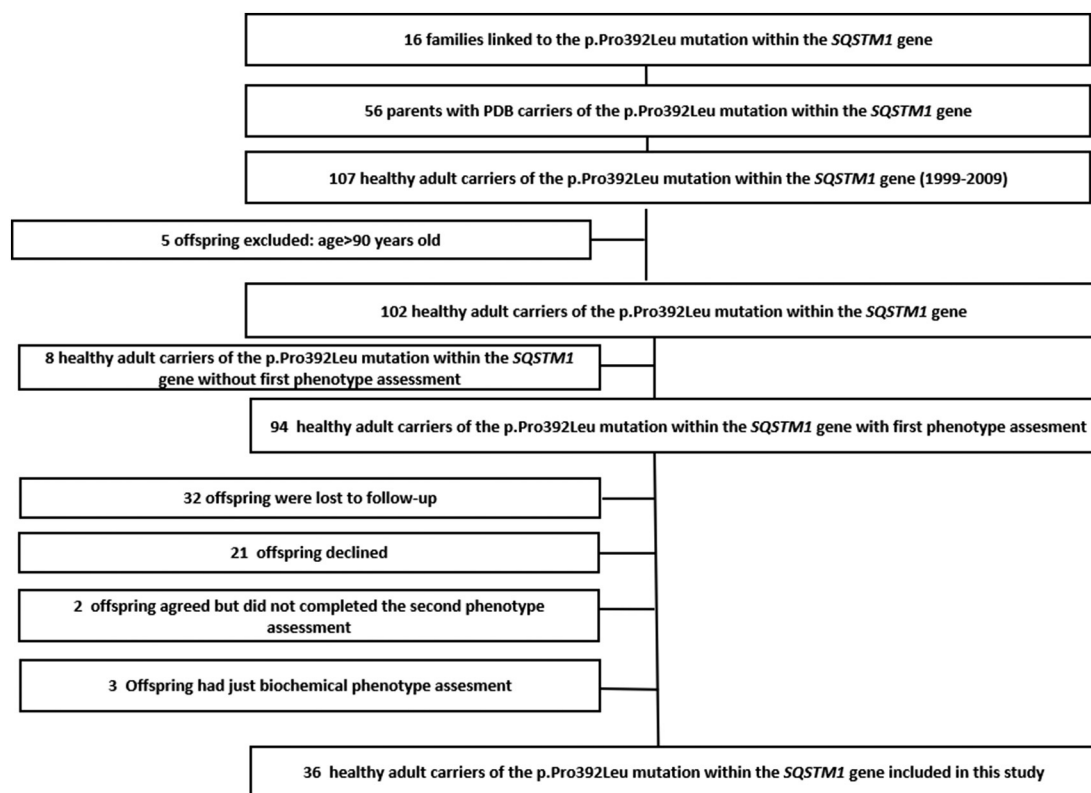 16 families linked to the p.Pro392Leu mutation within the SQSTM1 gene
56 parents with PDB carriers of the p.Pro392Leu mutation within the SQSTM1 gene
107 healthy adult carriers of the p.Pro392Leu mutation within the SQSTM1 gene (1999-2009)
5 offspring excluded: age>90 years old
102 healthy adult carriers of the p.Pro392Leu mutation within the SQSTM1 gene
8 healthy adult carriers of the p.Pro392Leu mutation within the SQSTM1
gene without first phenotype assessment
94 healthy adult carriers of the p.Pro392Leu mutation within the SQSTM1 gene with first phenotype assesment
32 offspring were lost to follow-up
21 offspring declined
2 offspring agreed but did not completed the second phenotype
assessment
3 Offspring had just biochemical phenotype assesment
36 healthy adult carriers of the p.Pro392Leu mutation within the SQSTM1 gene included in this study